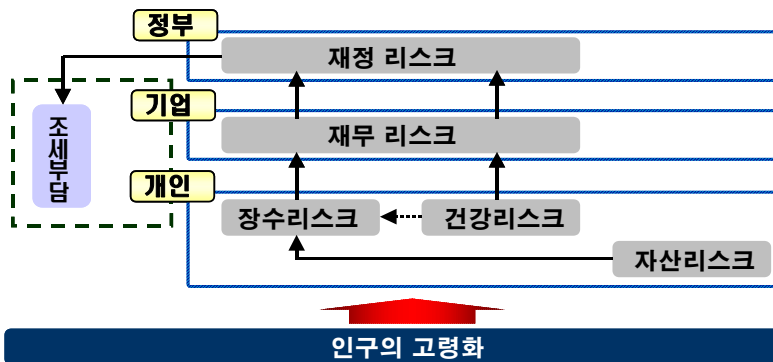 정부
재정 리스크
기업
재무 리스크
조세부담
개인
장수리스크
건강리스크
자산리스크
인구의 고령화